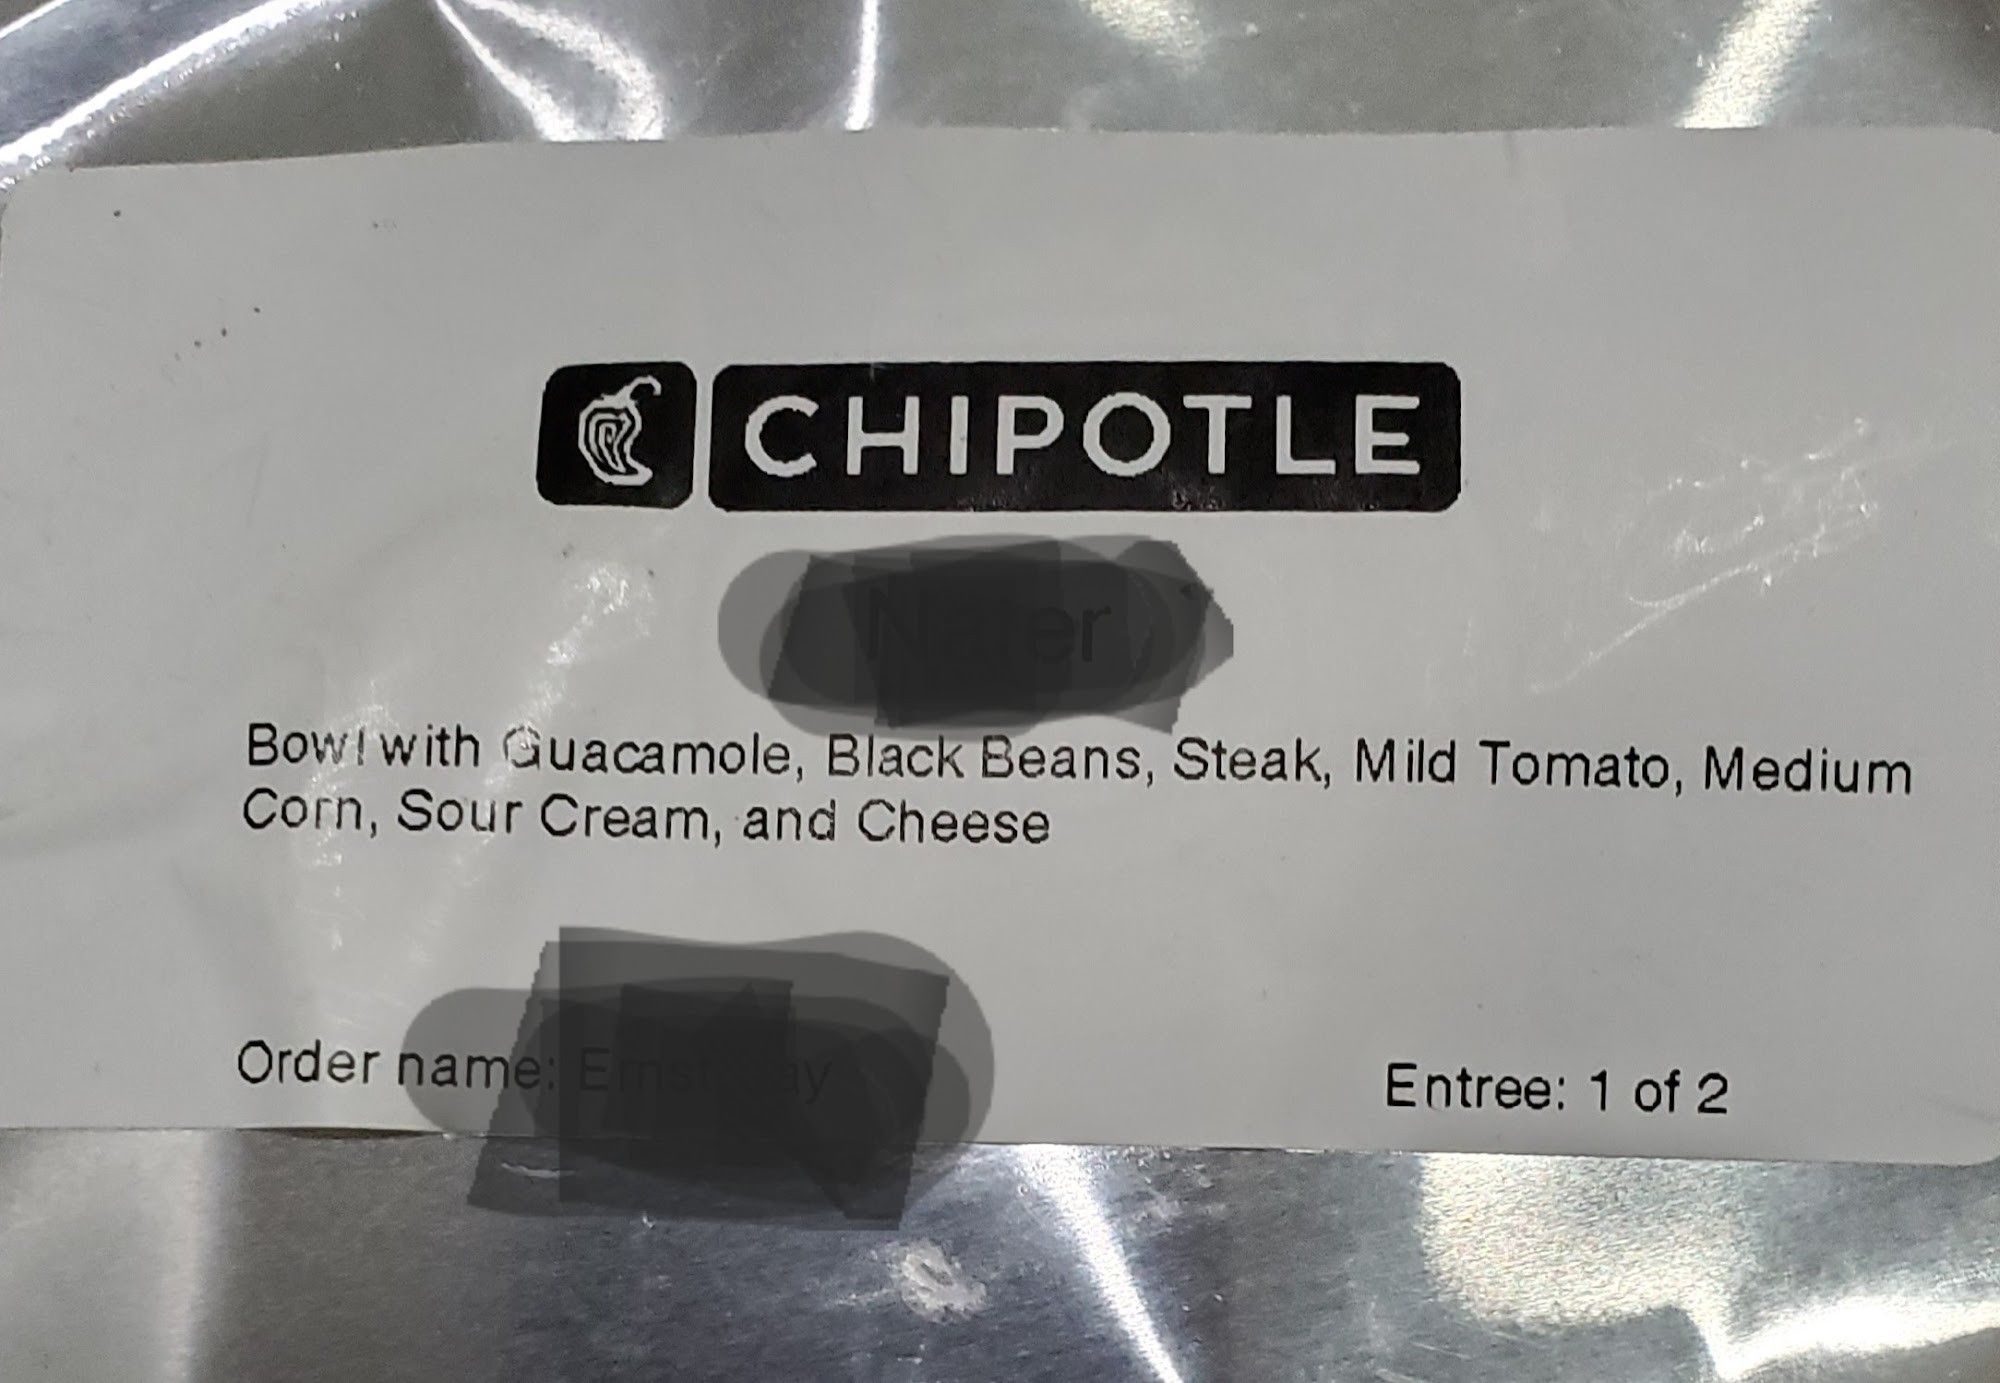 CHIPOTLE
Bowl with Guacamole, Black Beans, Steak, Mild Tomato, Medium
Corn, Sour Cream, and Cheese
Order name:
Entree: 1 of 2